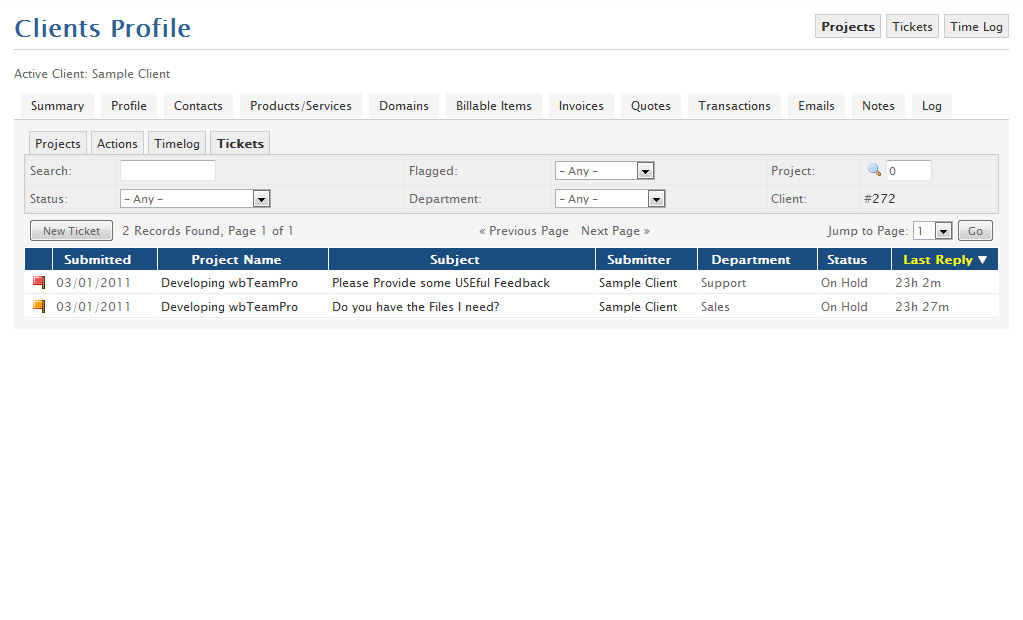 Clients Profile Projects Tickets Time Log
Active Client: Sample Client
Summary Profile Contacts Products/Services Domains Billable Items Invoices Quotes Transactions Emails Notes Log
Projects Actions Timelog Tickets
Search: Flagged: – Any – Project: 0
Status: – Any – Department: – Any – Client: #272
New Ticket 2 Records Found, Page 1 of 1 « Previous Page Next Page » Jump to Page: 1 Go
Submitted Project Name Subject Submitter Department Status Last Reply ▼
03/01/2011 Developing wbTeamPro Please Provide some USEful Feedback Sample Client Support On Hold 23h 2m
03/01/2011 Developing wbTeamPro Do you have the Files I need? Sample Client Sales On Hold 23h 27m